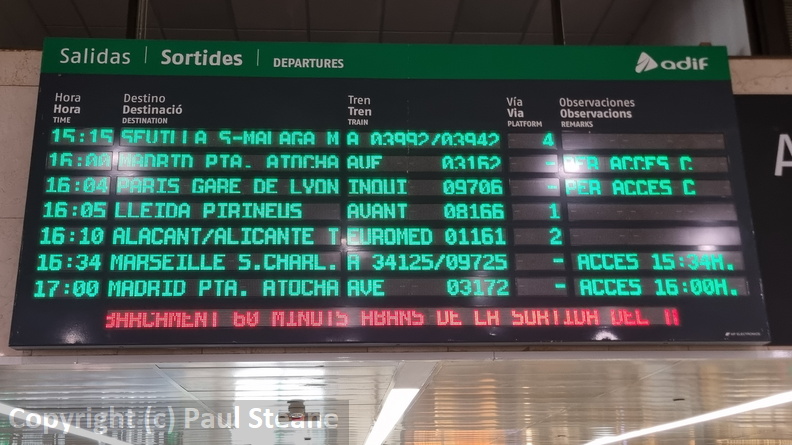 Salidas | Sortides | DEPARTURES adif
Hora Destino Tren Vía Observaciones
Hora Destinació Tren Via Observacions
TIME DESTINATION TRAIN PLATFORM REMARKS
15:15 SEVILLA S-MALAGA M A 03992/03942 4
16:00 MADRID PTA. ATOCHA AVE 03162 - PER ACCES C
16:04 PARIS GARE DE LYON INOUI 09706 - PER ACCES C
16:05 LLEIDA PIRINEUS AVANT 08166 1
16:10 ALACANT/ALICANTE T EUROMED 01161 2
16:34 MARSEILLE S.CHARL. A 34125/09725 - ACCES 15:34H.
17:00 MADRID PTA. ATOCHA AVE 03172 - ACCES 16:00H.
BARCAMENT 60 MINUTS ABANS DE LA SORTIDA DEL
Copyright (c) Paul Steane